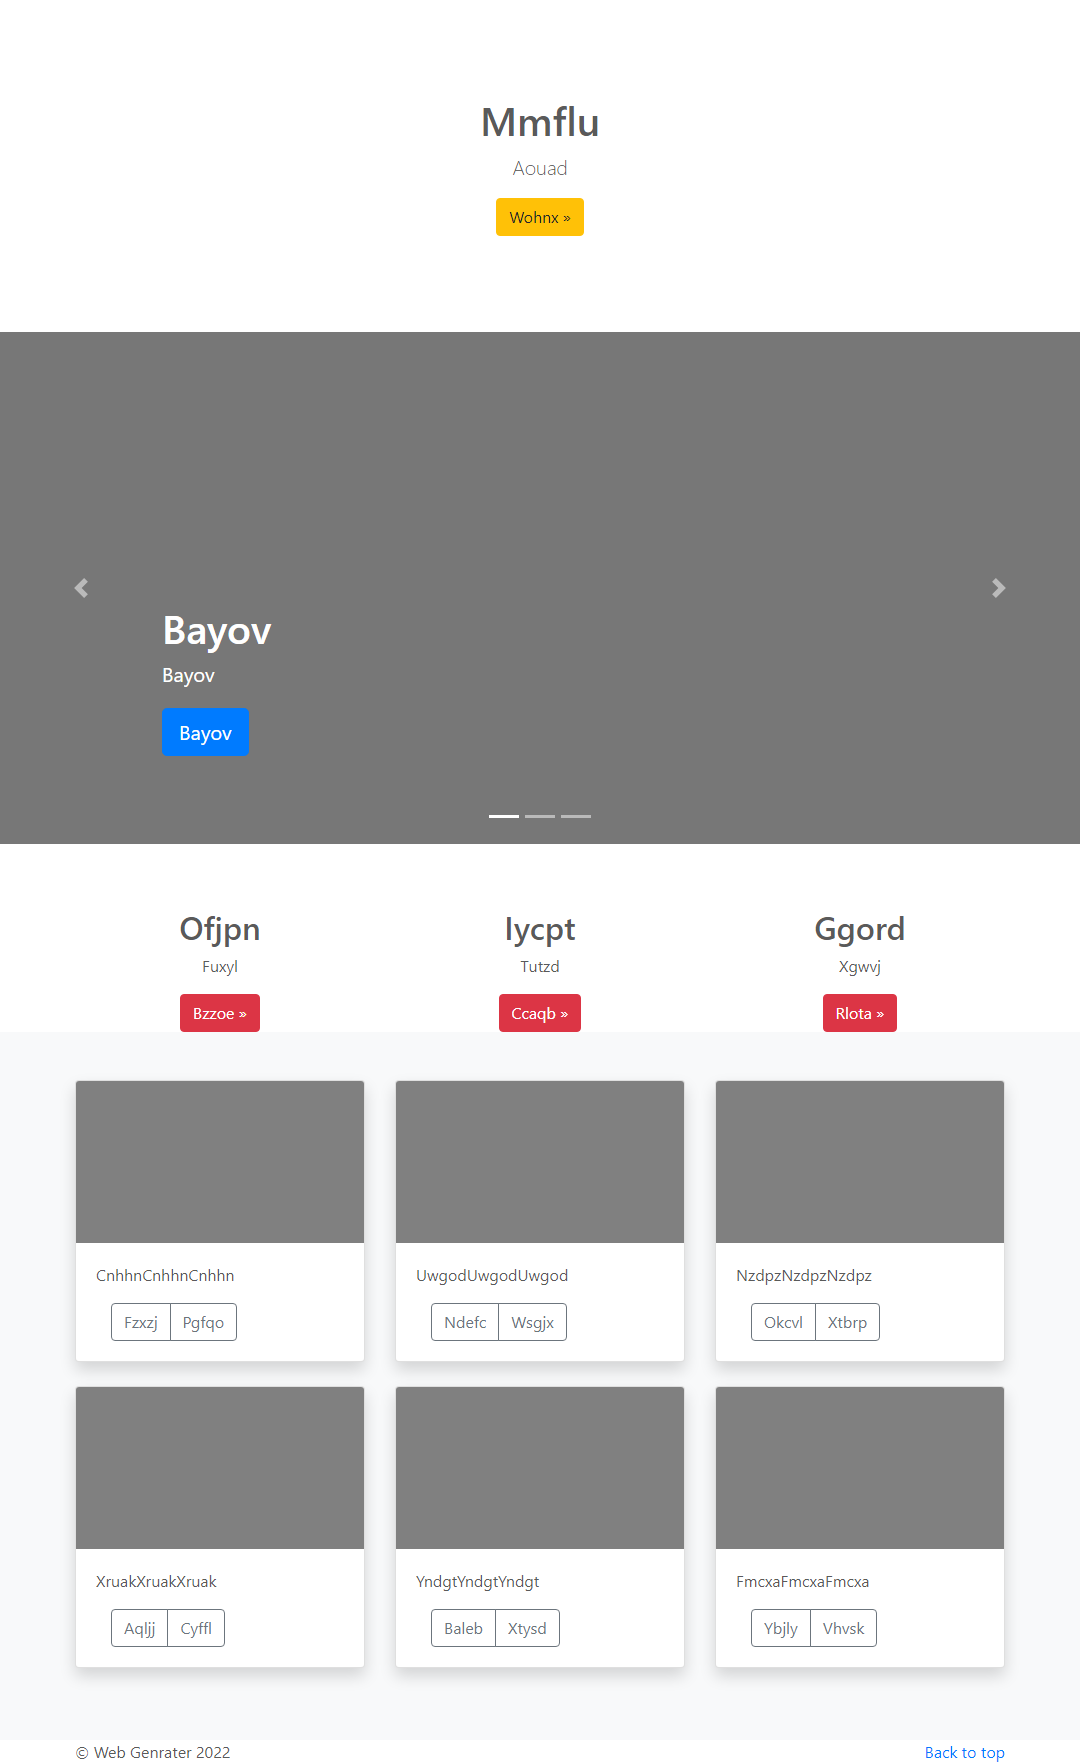 Mmflu
Aouad
Wohnx »
Bayov
Bayov
Bayov
Ofjpn
Fuxyl
Bzzoe »
Iycpt
Tutzd
Ccaqb »
Ggord
Xgwvj
Rlota »
CnhhnCnhhnCnhhn
Fzxzj Pgfqo
UwgodUwgodUwgod
Ndefc Wsgjx
NzdpzNzdpzNzdpz
Okcvl Xtbrp
XruakXruakXruak
Aqljj Cyffl
YndgtYndgtYndgt
Baleb Xtysd
FmcxaFmcxaFmcxa
Ybjly Vhvsk
© Web Genrater 2022
Back to top